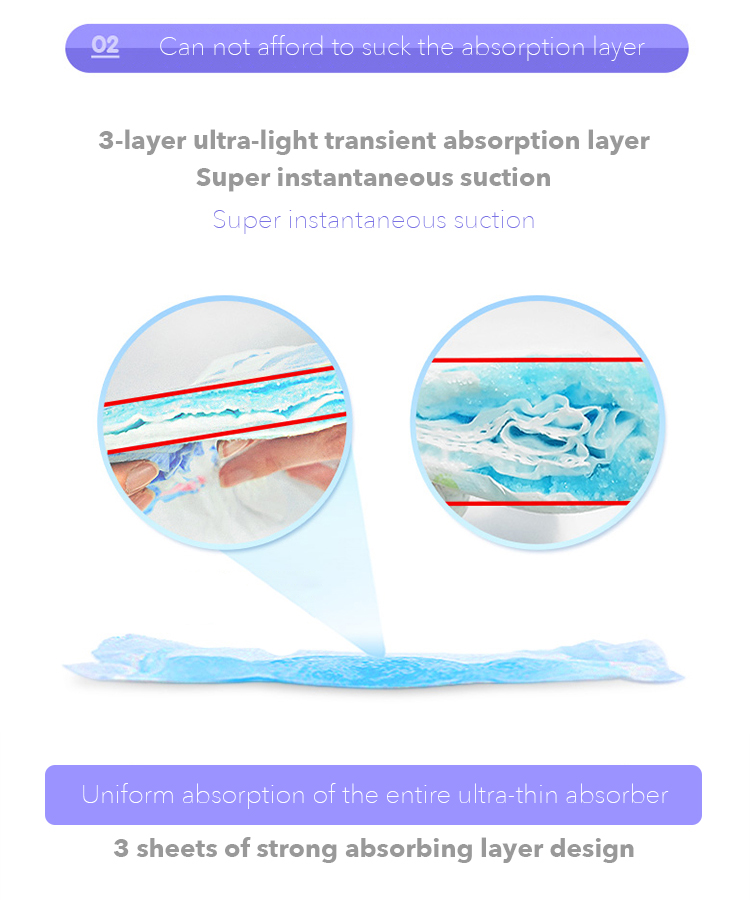 02 Can not afford to suck the absorption layer
3-layer ultra-light transient absorption layer
Super instantaneous suction
Super instantaneous suction
Uniform absorption of the entire ultra-thin absorber
3 sheets of strong absorbing layer design